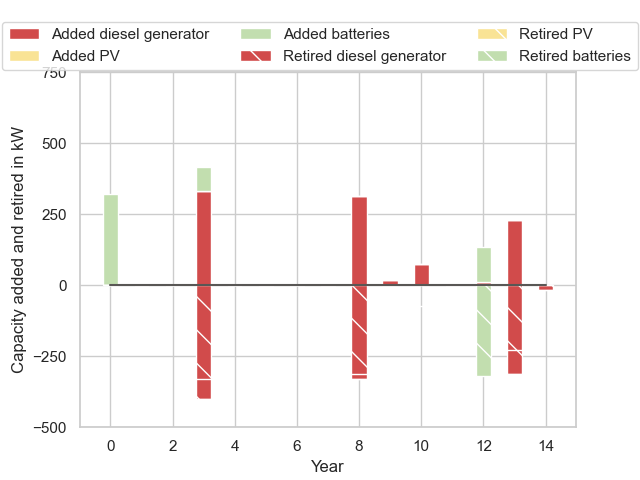 Added diesel generator Added batteries Retired PV
Added PV Retired diesel generator Retired batteries
750
500
250
0
−250
−500
Capacity added and retired in kW
0 2 4 6 8 10 12 14
Year